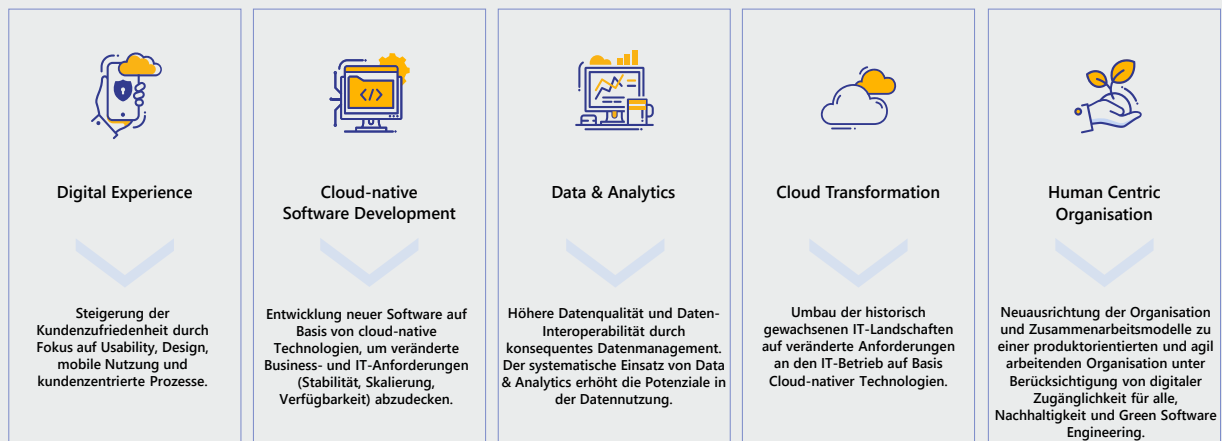 Digital Experience
Steigerung der
Kundenzufriedenheit durch
Fokus auf Usability, Design,
mobile Nutzung und
kundenzentrierte Prozesse.
</>
Cloud-native
Software Development
Entwicklung neuer Software auf
Basis von cloud-native
Technologien, um veränderte
Business- und IT-Anforderungen
(Stabilität, Skalierung,
Verfügbarkeit) abzudecken.
Data & Analytics
Höhere Datenqualität und Daten-
Interoperabilität durch
konsequentes Datenmanagement.
Der systematische Einsatz von Data
& Analytics erhöht die Potenziale in
der Datennutzung.
Cloud Transformation
Umbau der historisch
gewachsenen IT-Landschaften
auf veränderte Anforderungen
an den IT-Betrieb auf Basis
Cloud-nativer Technologien.
Human Centric
Organisation
Neuausrichtung der Organisation
und Zusammenarbeitsmodelle zu
einer produktorientierten und agil
arbeitenden Organisation unter
Berücksichtigung von digitaler
Zugänglichkeit für alle,
Nachhaltigkeit und Green Software
Engineering.